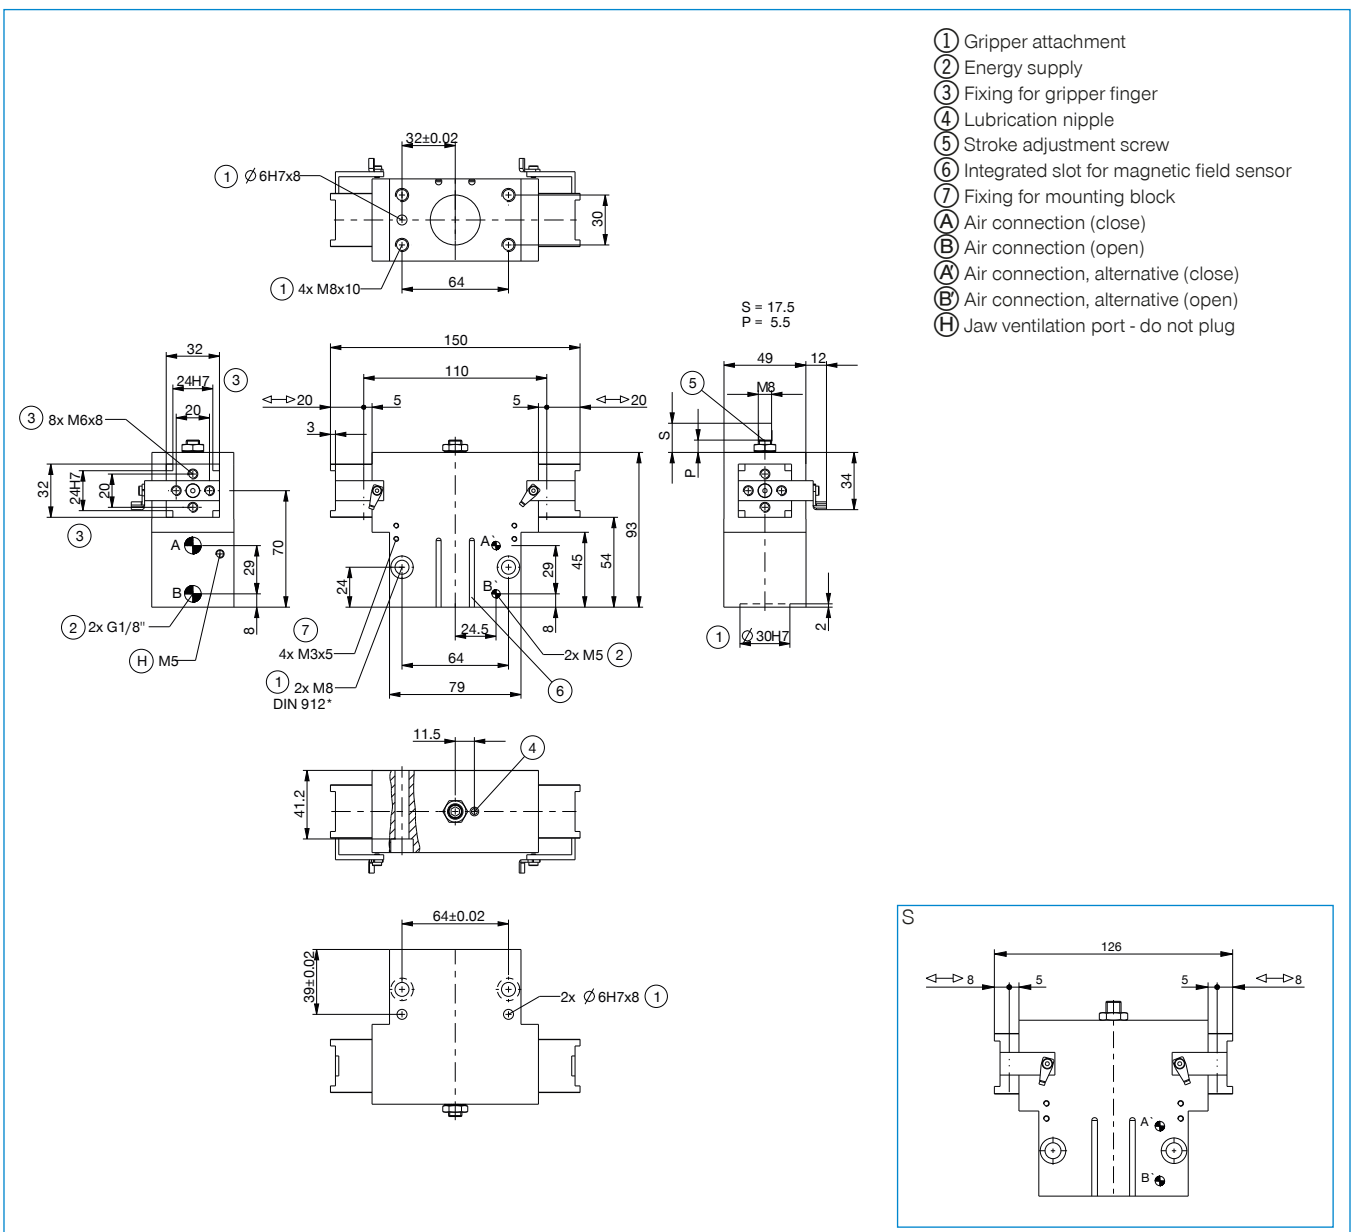 ① Gripper attachment
② Energy supply
③ Fixing for gripper finger
④ Lubrication nipple
⑤ Stroke adjustment screw
⑥ Integrated slot for magnetic field sensor
⑦ Fixing for mounting block
Ⓐ Air connection (close)
Ⓑ Air connection (open)
A' Air connection, alternative (close)
B' Air connection, alternative (open)
Ⓗ Jaw ventilation port - do not plug
32±0.02
① Ø 6H7x8
30
① 4x M8x10
64
S = 17.5
P = 5.5
32
24H7
③
20
③ 8x M6x8
32
24H7
20
③
A
B
70
29
8
② 2x G1/8"
Ⓗ M5
150
110
20
5
5
20
3
A`
B`
24
29
8
45
54
93
24.5
⑦
4x M3x5
64
2x M5 ②
① 2x M8
DIN 912*
79
⑥
49
12
⑤
M8
S
P
34
2
① Ø 30H7
11.5
④
41.2
64±0.02
39±0.02
2x Ø 6H7x8 ①
S
126
8
5
5
8
A`
B`